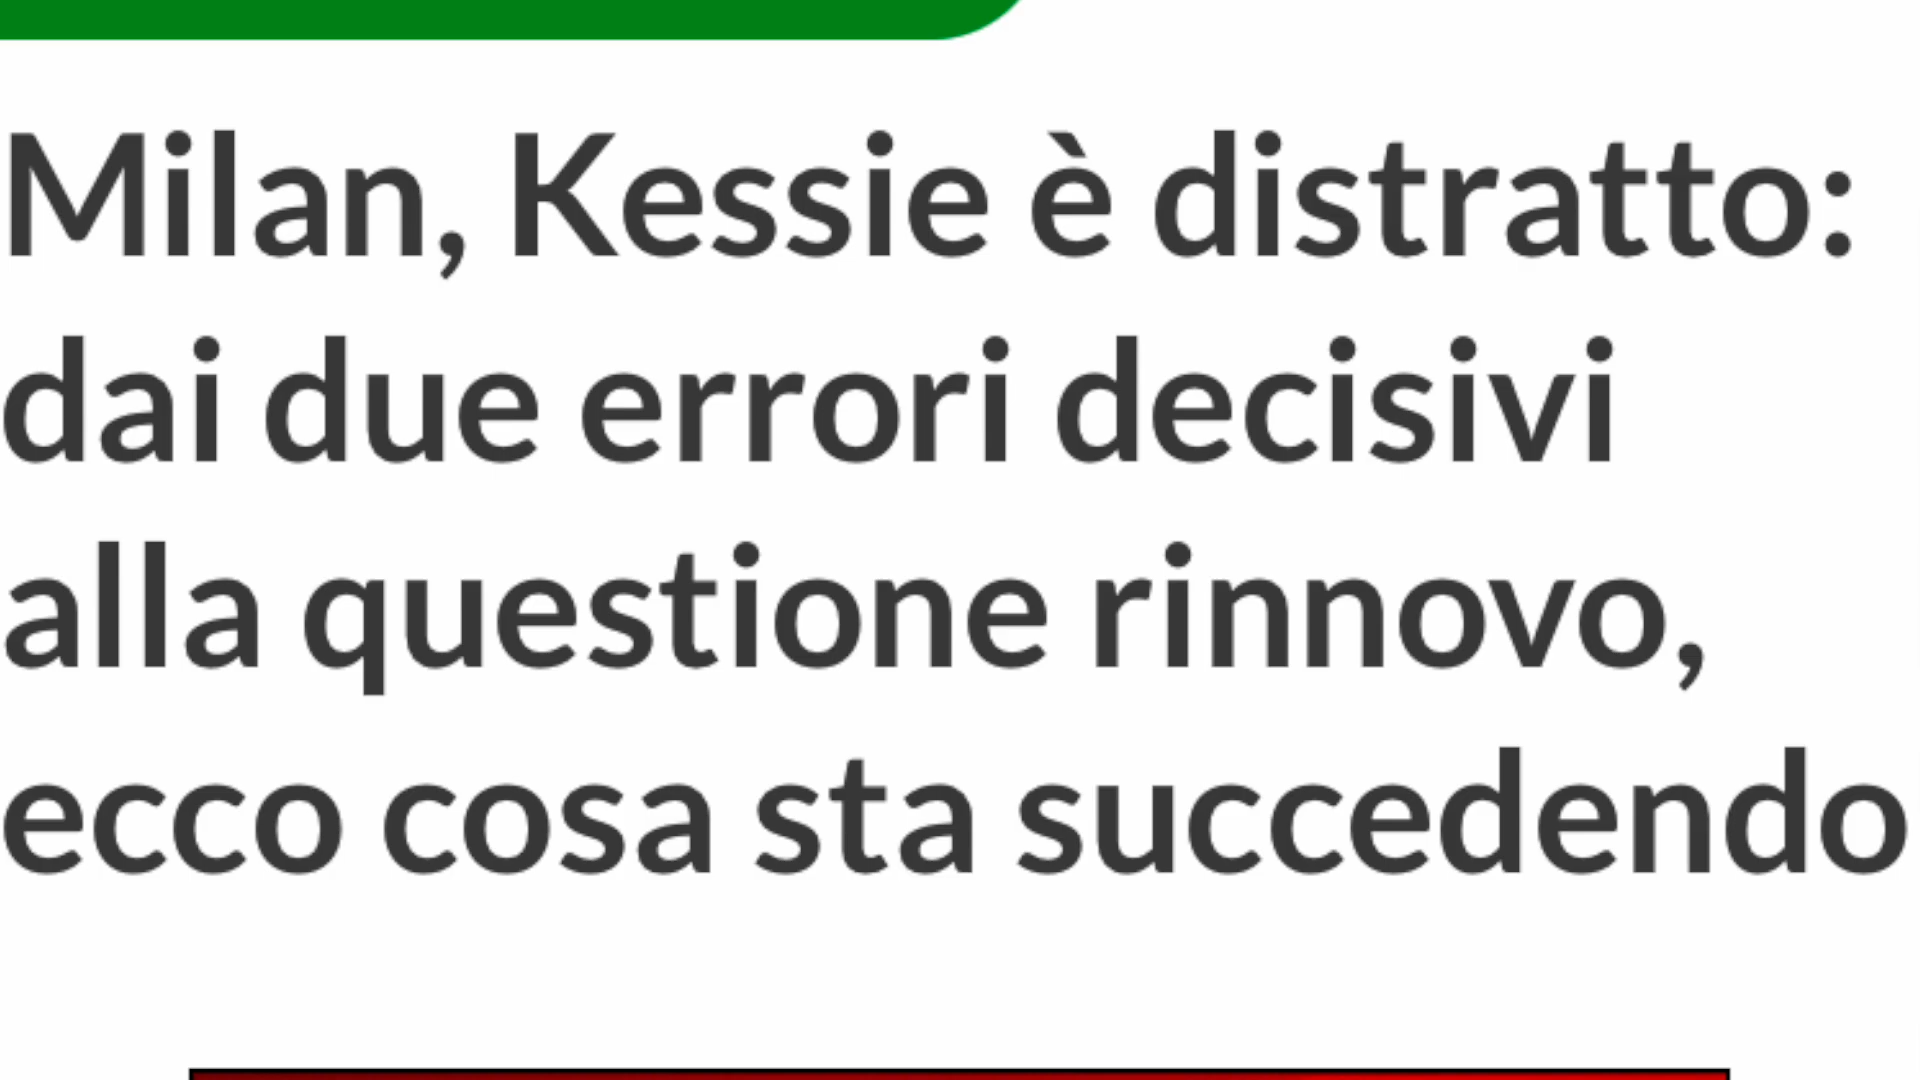 Milan, Kessie è distratto:
dai due errori decisivi
alla questione rinnovo,
ecco cosa sta succedendo